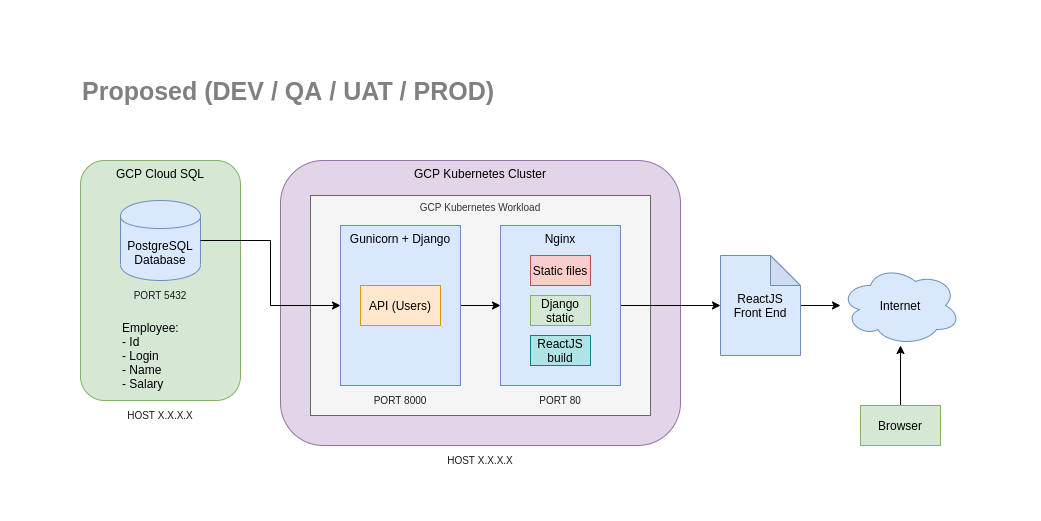 Proposed (DEV / QA / UAT / PROD)
GCP Cloud SQL
PostgreSQL
Database
PORT 5432
Employee:
- Id
- Login
- Name
- Salary
HOST X.X.X.X
GCP Kubernetes Cluster
GCP Kubernetes Workload
Gunicorn + Django
API (Users)
PORT 8000
Nginx
Static files
Django
static
ReactJS
build
PORT 80
HOST X.X.X.X
ReactJS
Front End
Internet
Browser